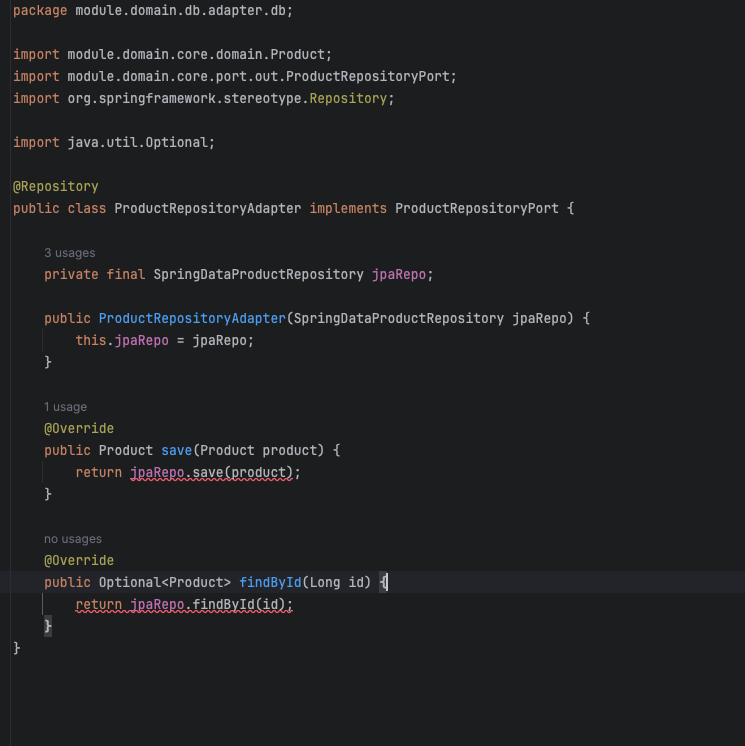 package module.domain.db.adapter.db;
import module.domain.core.domain.Product;
import module.domain.core.port.out.ProductRepositoryPort;
import org.springframework.stereotype.Repository;
import java.util.Optional;
@Repository
public class ProductRepositoryAdapter implements ProductRepositoryPort {
3 usages
private final SpringDataProductRepository jpaRepo;
public ProductRepositoryAdapter(SpringDataProductRepository jpaRepo) {
this.jpaRepo = jpaRepo;
}
1 usage
@Override
public Product save(Product product) {
return jpaRepo.save(product);
}
no usages
@Override
public Optional<Product> findById(Long id) {
return jpaRepo.findById(id);
}
}